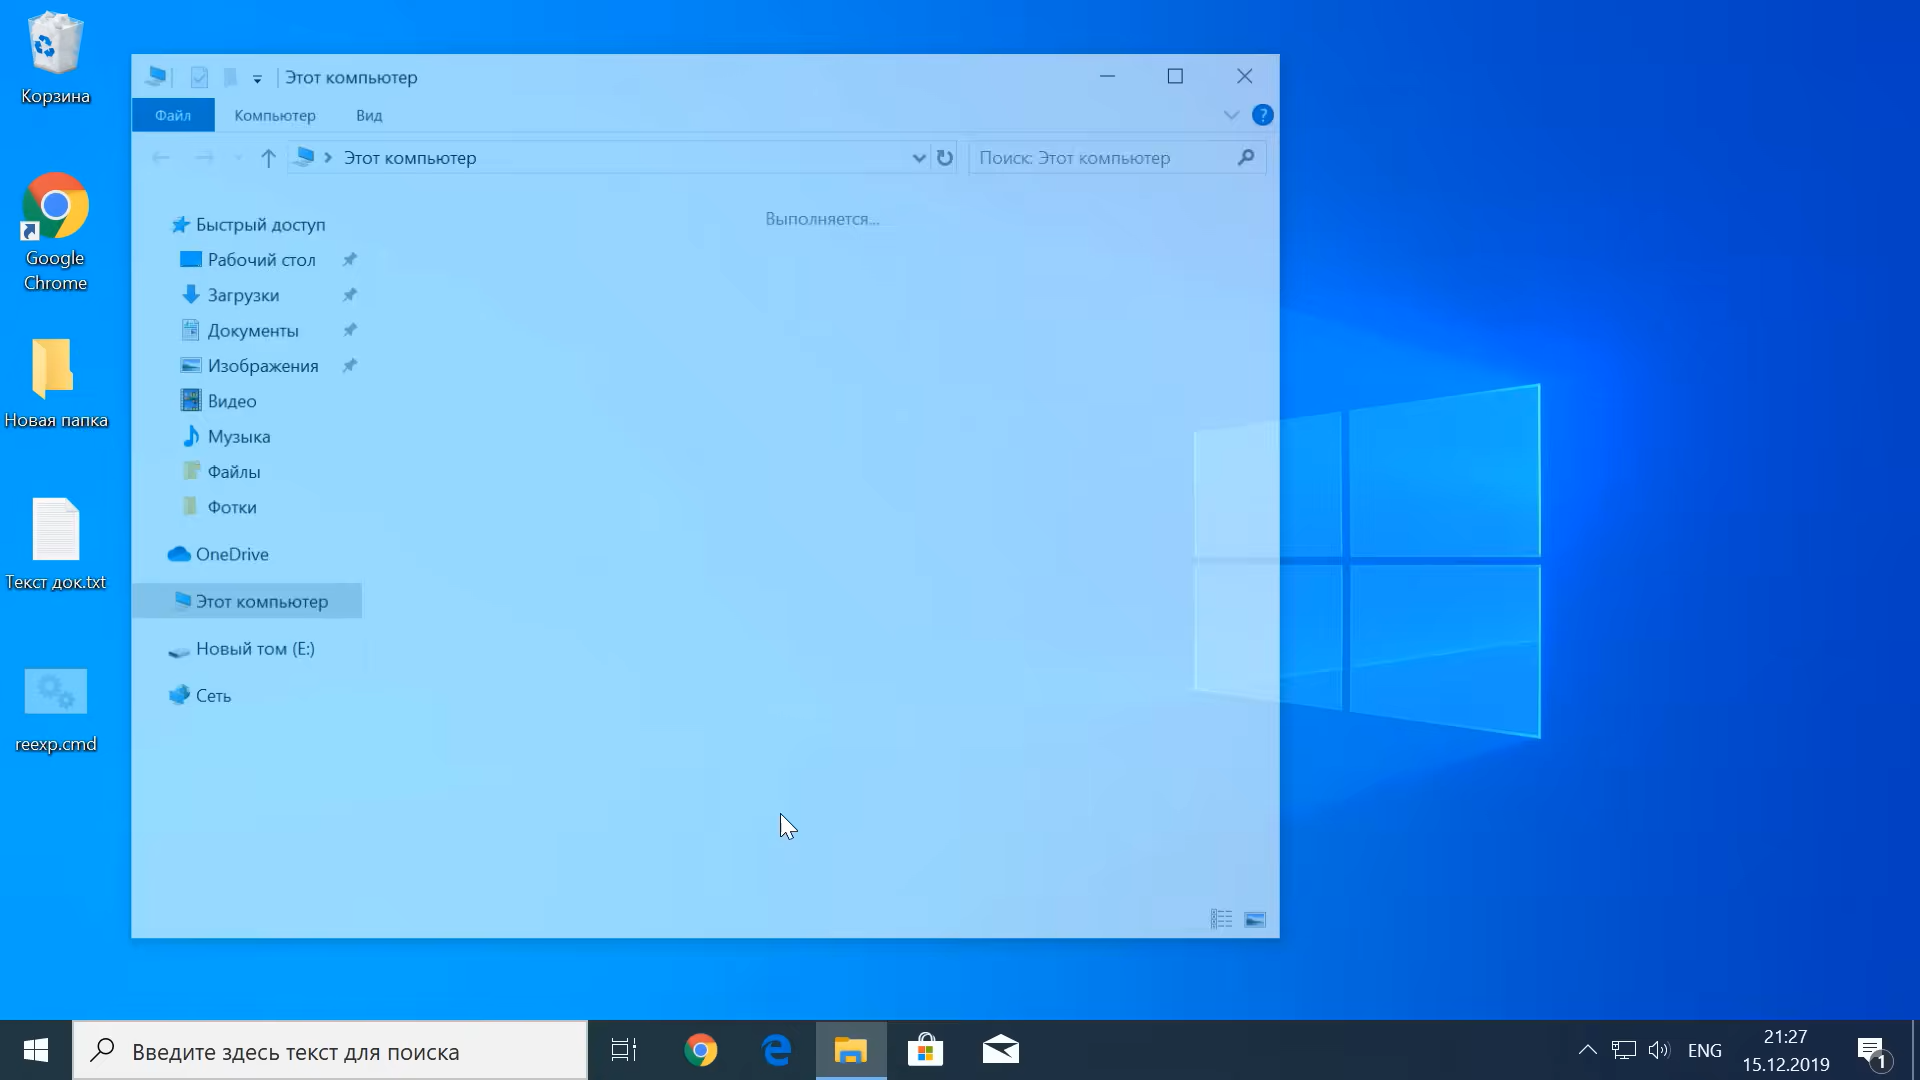 Корзина
Google
Chrome
Новая папка
Текст док.txt
reexp.cmd
Этот компьютер
Файл
Компьютер
Вид
?
Этот компьютер
Поиск: Этот компьютер
Быстрый доступ
Рабочий стол
Загрузки
Документы
Изображения
Видео
Музыка
Файлы
Фотки
OneDrive
Этот компьютер
Новый том (E:)
Сеть
Выполняется...
Введите здесь текст для поиска
ENG
21:27
15.12.2019
1